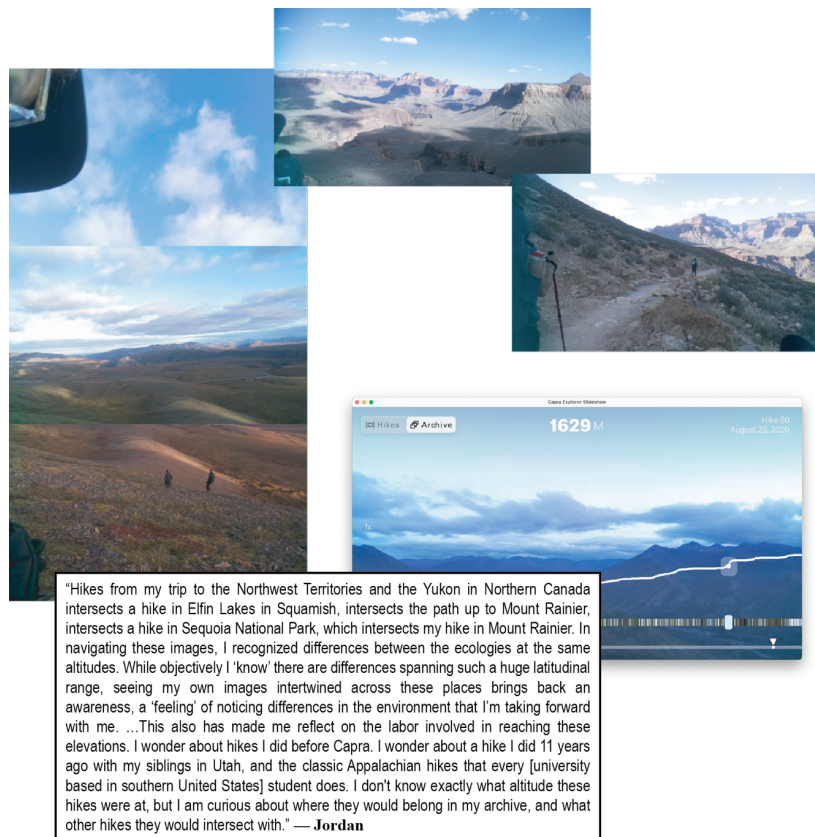 Capra Explorer Slideshow
Hikes Archive
1629 M
Hike 60
August 29, 2020
1x
“Hikes from my trip to the Northwest Territories and the Yukon in Northern Canada
intersects a hike in Elfin Lakes in Squamish, intersects the path up to Mount Rainier,
intersects a hike in Sequoia National Park, which intersects my hike in Mount Rainier. In
navigating these images, I recognized differences between the ecologies at the same
altitudes. While objectively I ‘know’ there are differences spanning such a huge latitudinal
range, seeing my own images intertwined across these places brings back an
awareness, a ‘feeling’ of noticing differences in the environment that I’m taking forward
with me. …This also has made me reflect on the labor involved in reaching these
elevations. I wonder about hikes I did before Capra. I wonder about a hike I did 11 years
ago with my siblings in Utah, and the classic Appalachian hikes that every [university
based in southern United States] student does. I don't know exactly what altitude these
hikes were at, but I am curious about where they would belong in my archive, and what
other hikes they would intersect with.” — Jordan